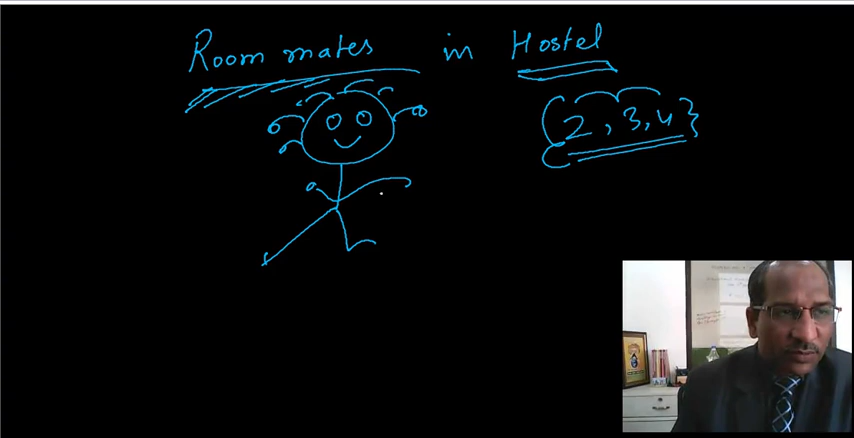 Room mates in Hostel
{2, 3, 4}